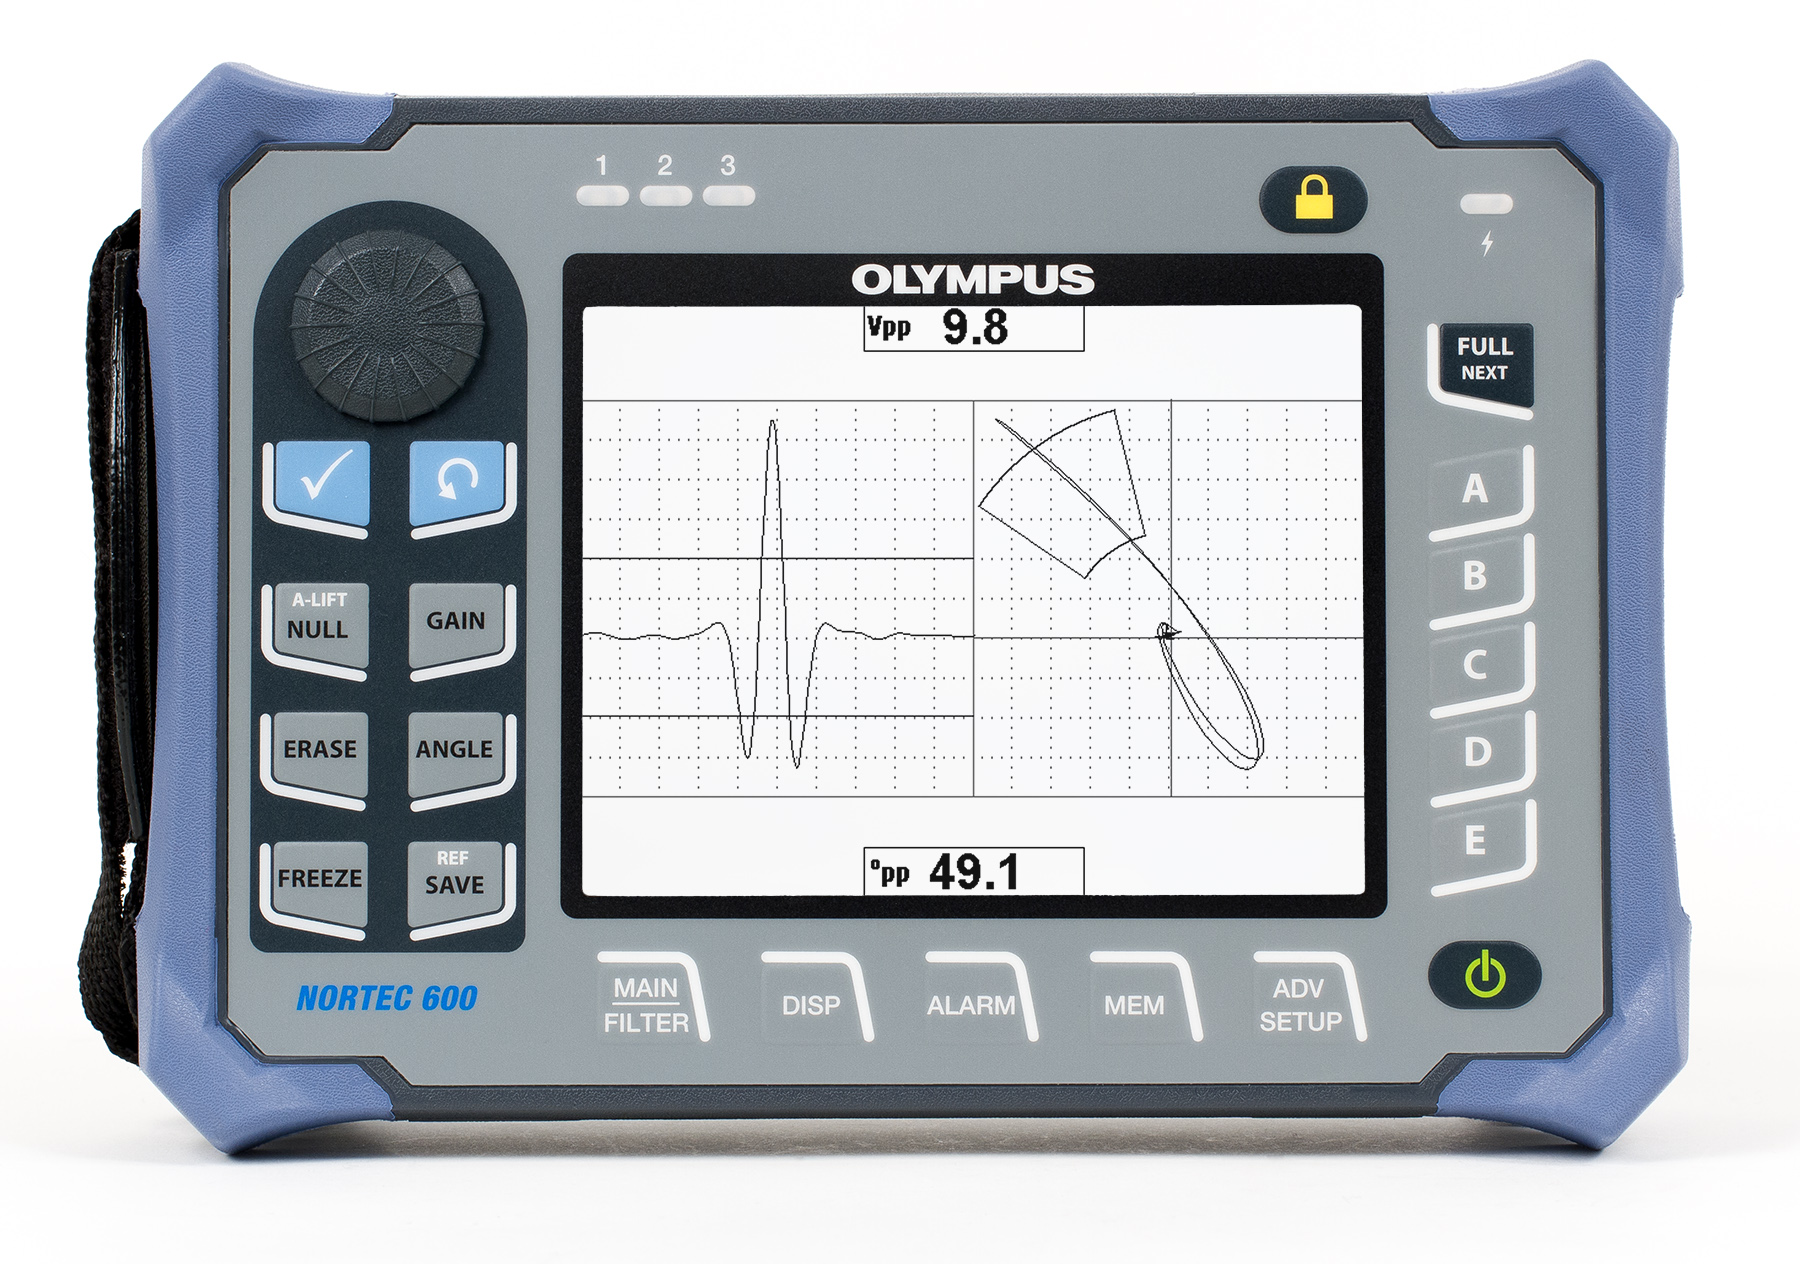 1 2 3
OLYMPUS
Vpp 9.8
FULL
NEXT
A
B
C
D
E
A-LIFT
NULL
GAIN
ERASE
ANGLE
FREEZE
REF
SAVE
ºpp 49.1
NORTEC 600
MAIN
FILTER
DISP
ALARM
MEM
ADV
SETUP